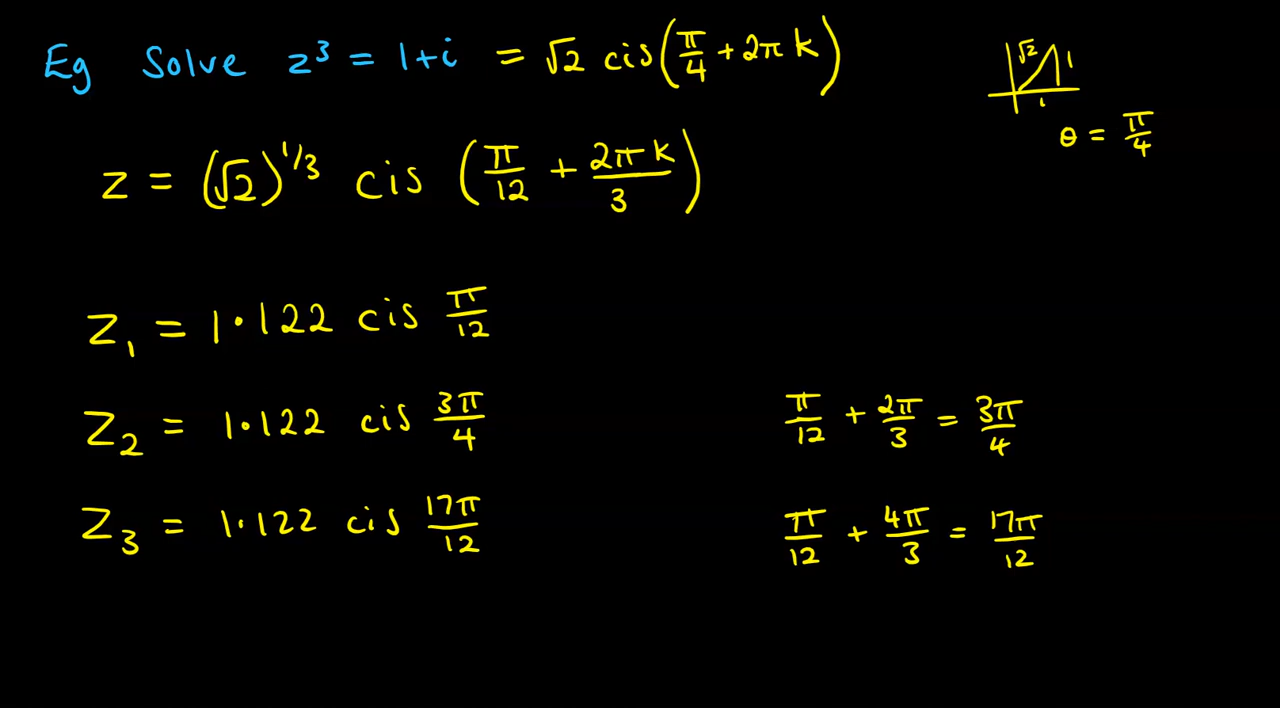 Eg Solve z³ = 1+i = √2 cis(π/4 + 2π k)
√2 1
1
θ = π/4
z = (√2)^1/3 cis (π/12 + 2π k/3)
z₁ = 1·122 cis π/12
z₂ = 1·122 cis 3π/4
π/12 + 2π/3 = 3π/4
z₃ = 1·122 cis 17π/12
π/12 + 4π/3 = 17π/12